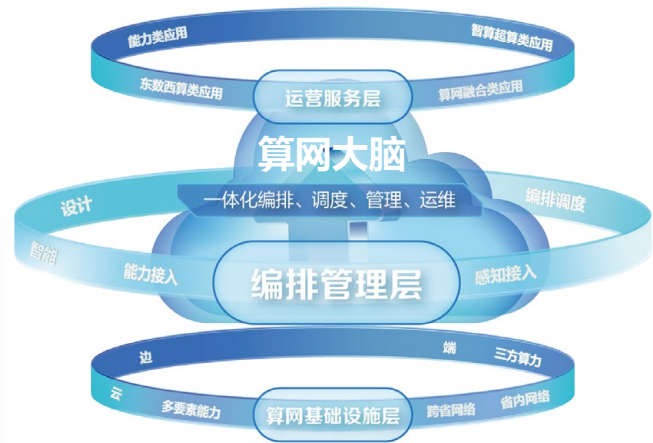 能力类应用
智算超算类应用
东数西算类应用
运营服务层
算网融合类应用
算网大脑
一体化编排、调度、管理、运维
设计
编排调度
智能
能力接入
编排管理层
感知接入
边
端
三方算力
云
多要素能力
算网基础设施层
跨省网络
省内网络